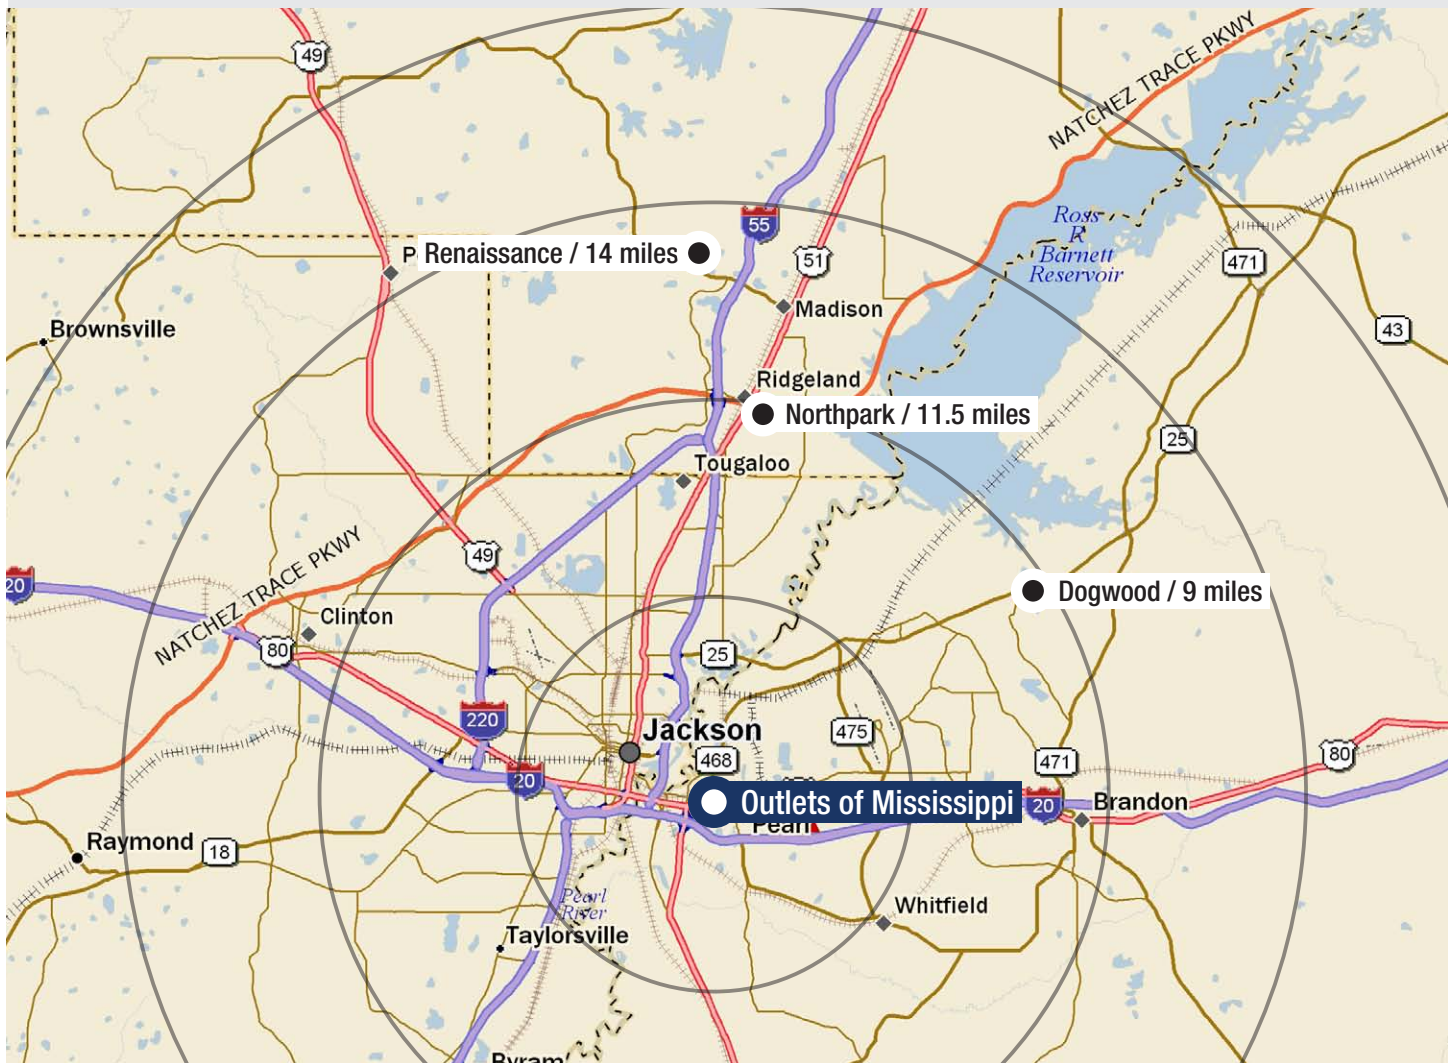 49
NATCHEZ TRACE PKWY
55
Ross
R
Barnett
Reservoir
Renaissance / 14 miles
51
471
Madison
Brownsville
43
Ridgeland
Northpark / 11.5 miles
25
Tougaloo
49
NATCHEZ TRACE PKWY
20
Dogwood / 9 miles
Clinton
80
25
220
Jackson
475
468
471
80
20
Outlets of Mississippi
20
Brandon
Pearl
Raymond
18
Pearl
River
Whitfield
Taylorsville
Byram